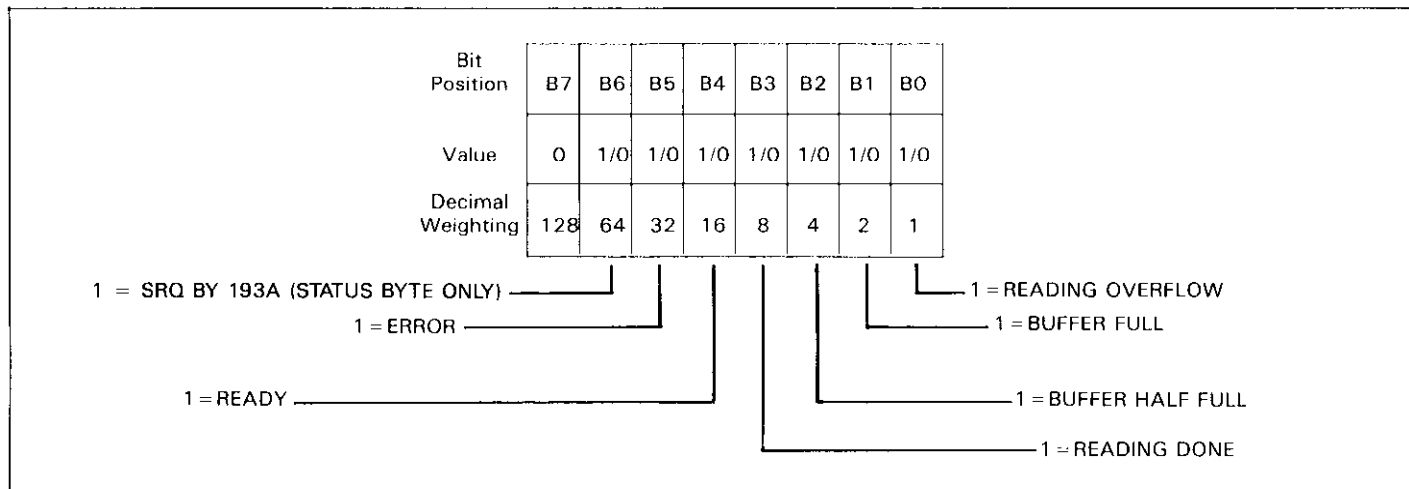 Bit
Position B7 B6 B5 B4 B3 B2 B1 B0
Value 0 1/0 1/0 1/0 1/0 1/0 1/0 1/0
Decimal
Weighting 128 64 32 16 8 4 2 1
1 = SRQ BY 193A (STATUS BYTE ONLY)
1 = READING OVERFLOW
1 = ERROR
1 = BUFFER FULL
1 = READY
1 = BUFFER HALF FULL
1 = READING DONE